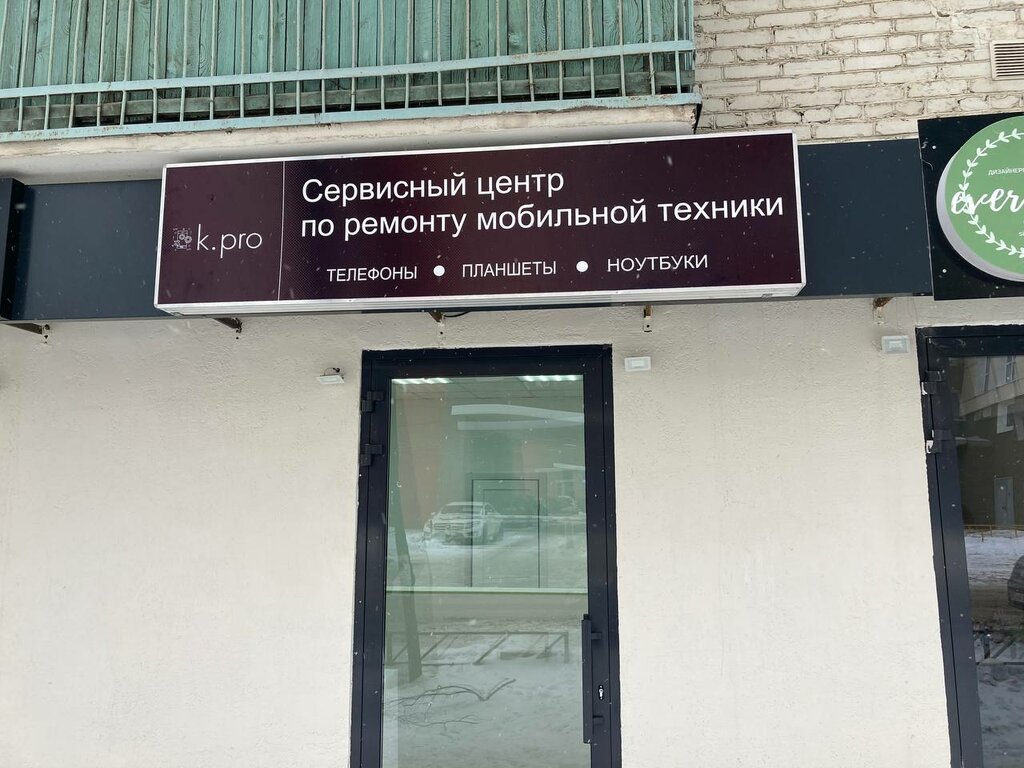 k.pro
Сервисный центр
по ремонту мобильной техники
ТЕЛЕФОНЫ • ПЛАНШЕТЫ • НОУТБУКИ